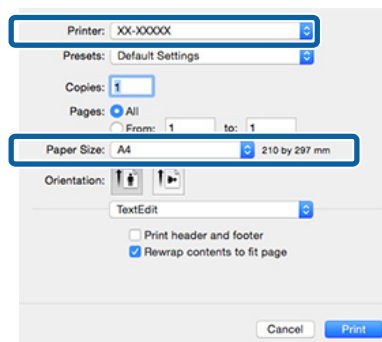 Printer: XX-XXXXX
Presets: Default Settings
Copies: 1
Pages: All
From: 1 to: 1
Paper Size: A4 210 by 297 mm
Orientation:
TextEdit
Print header and footer
Rewrap contents to fit page
Cancel Print